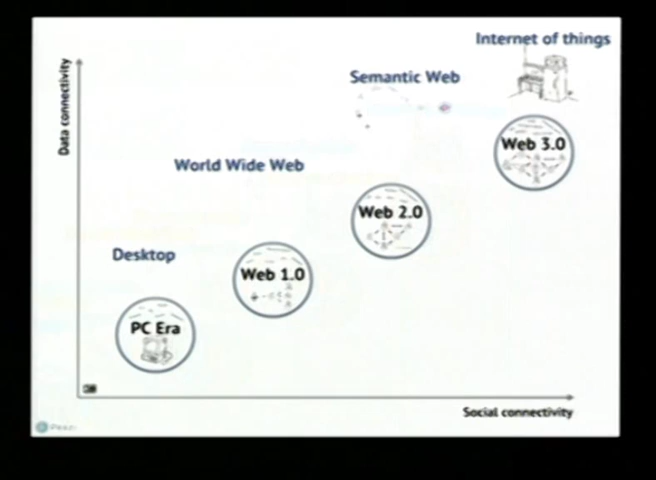 Internet of things
Semantic Web
Data connectivity
Web 3.0
World Wide Web
Web 2.0
Desktop
Web 1.0
PC Era
Social connectivity
Prezi